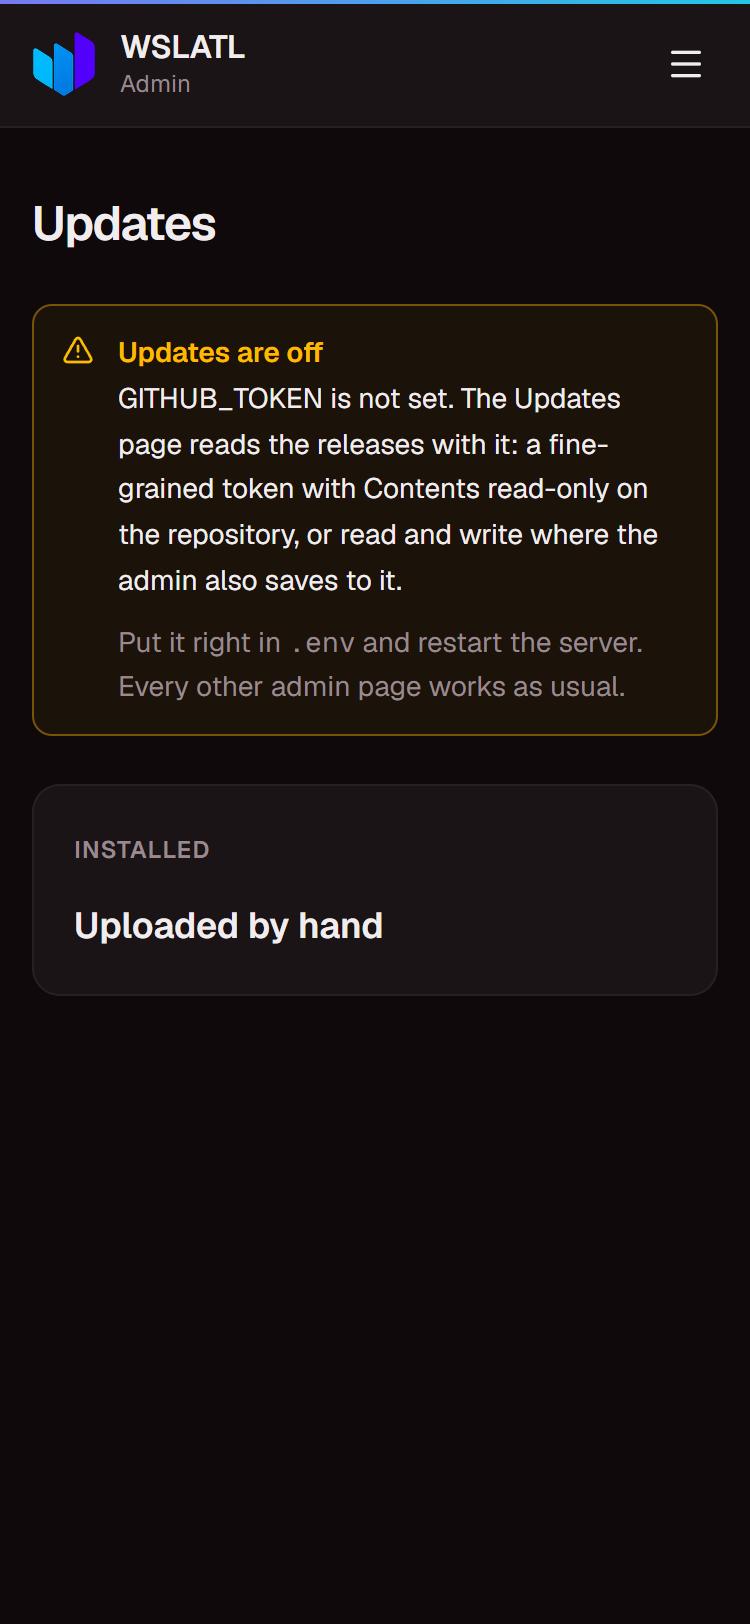 WSLATL
Admin
Updates
Updates are off
GITHUB_TOKEN is not set. The Updates
page reads the releases with it: a fine-
grained token with Contents read-only on
the repository, or read and write where the
admin also saves to it.
Put it right in .env and restart the server.
Every other admin page works as usual.
INSTALLED
Uploaded by hand